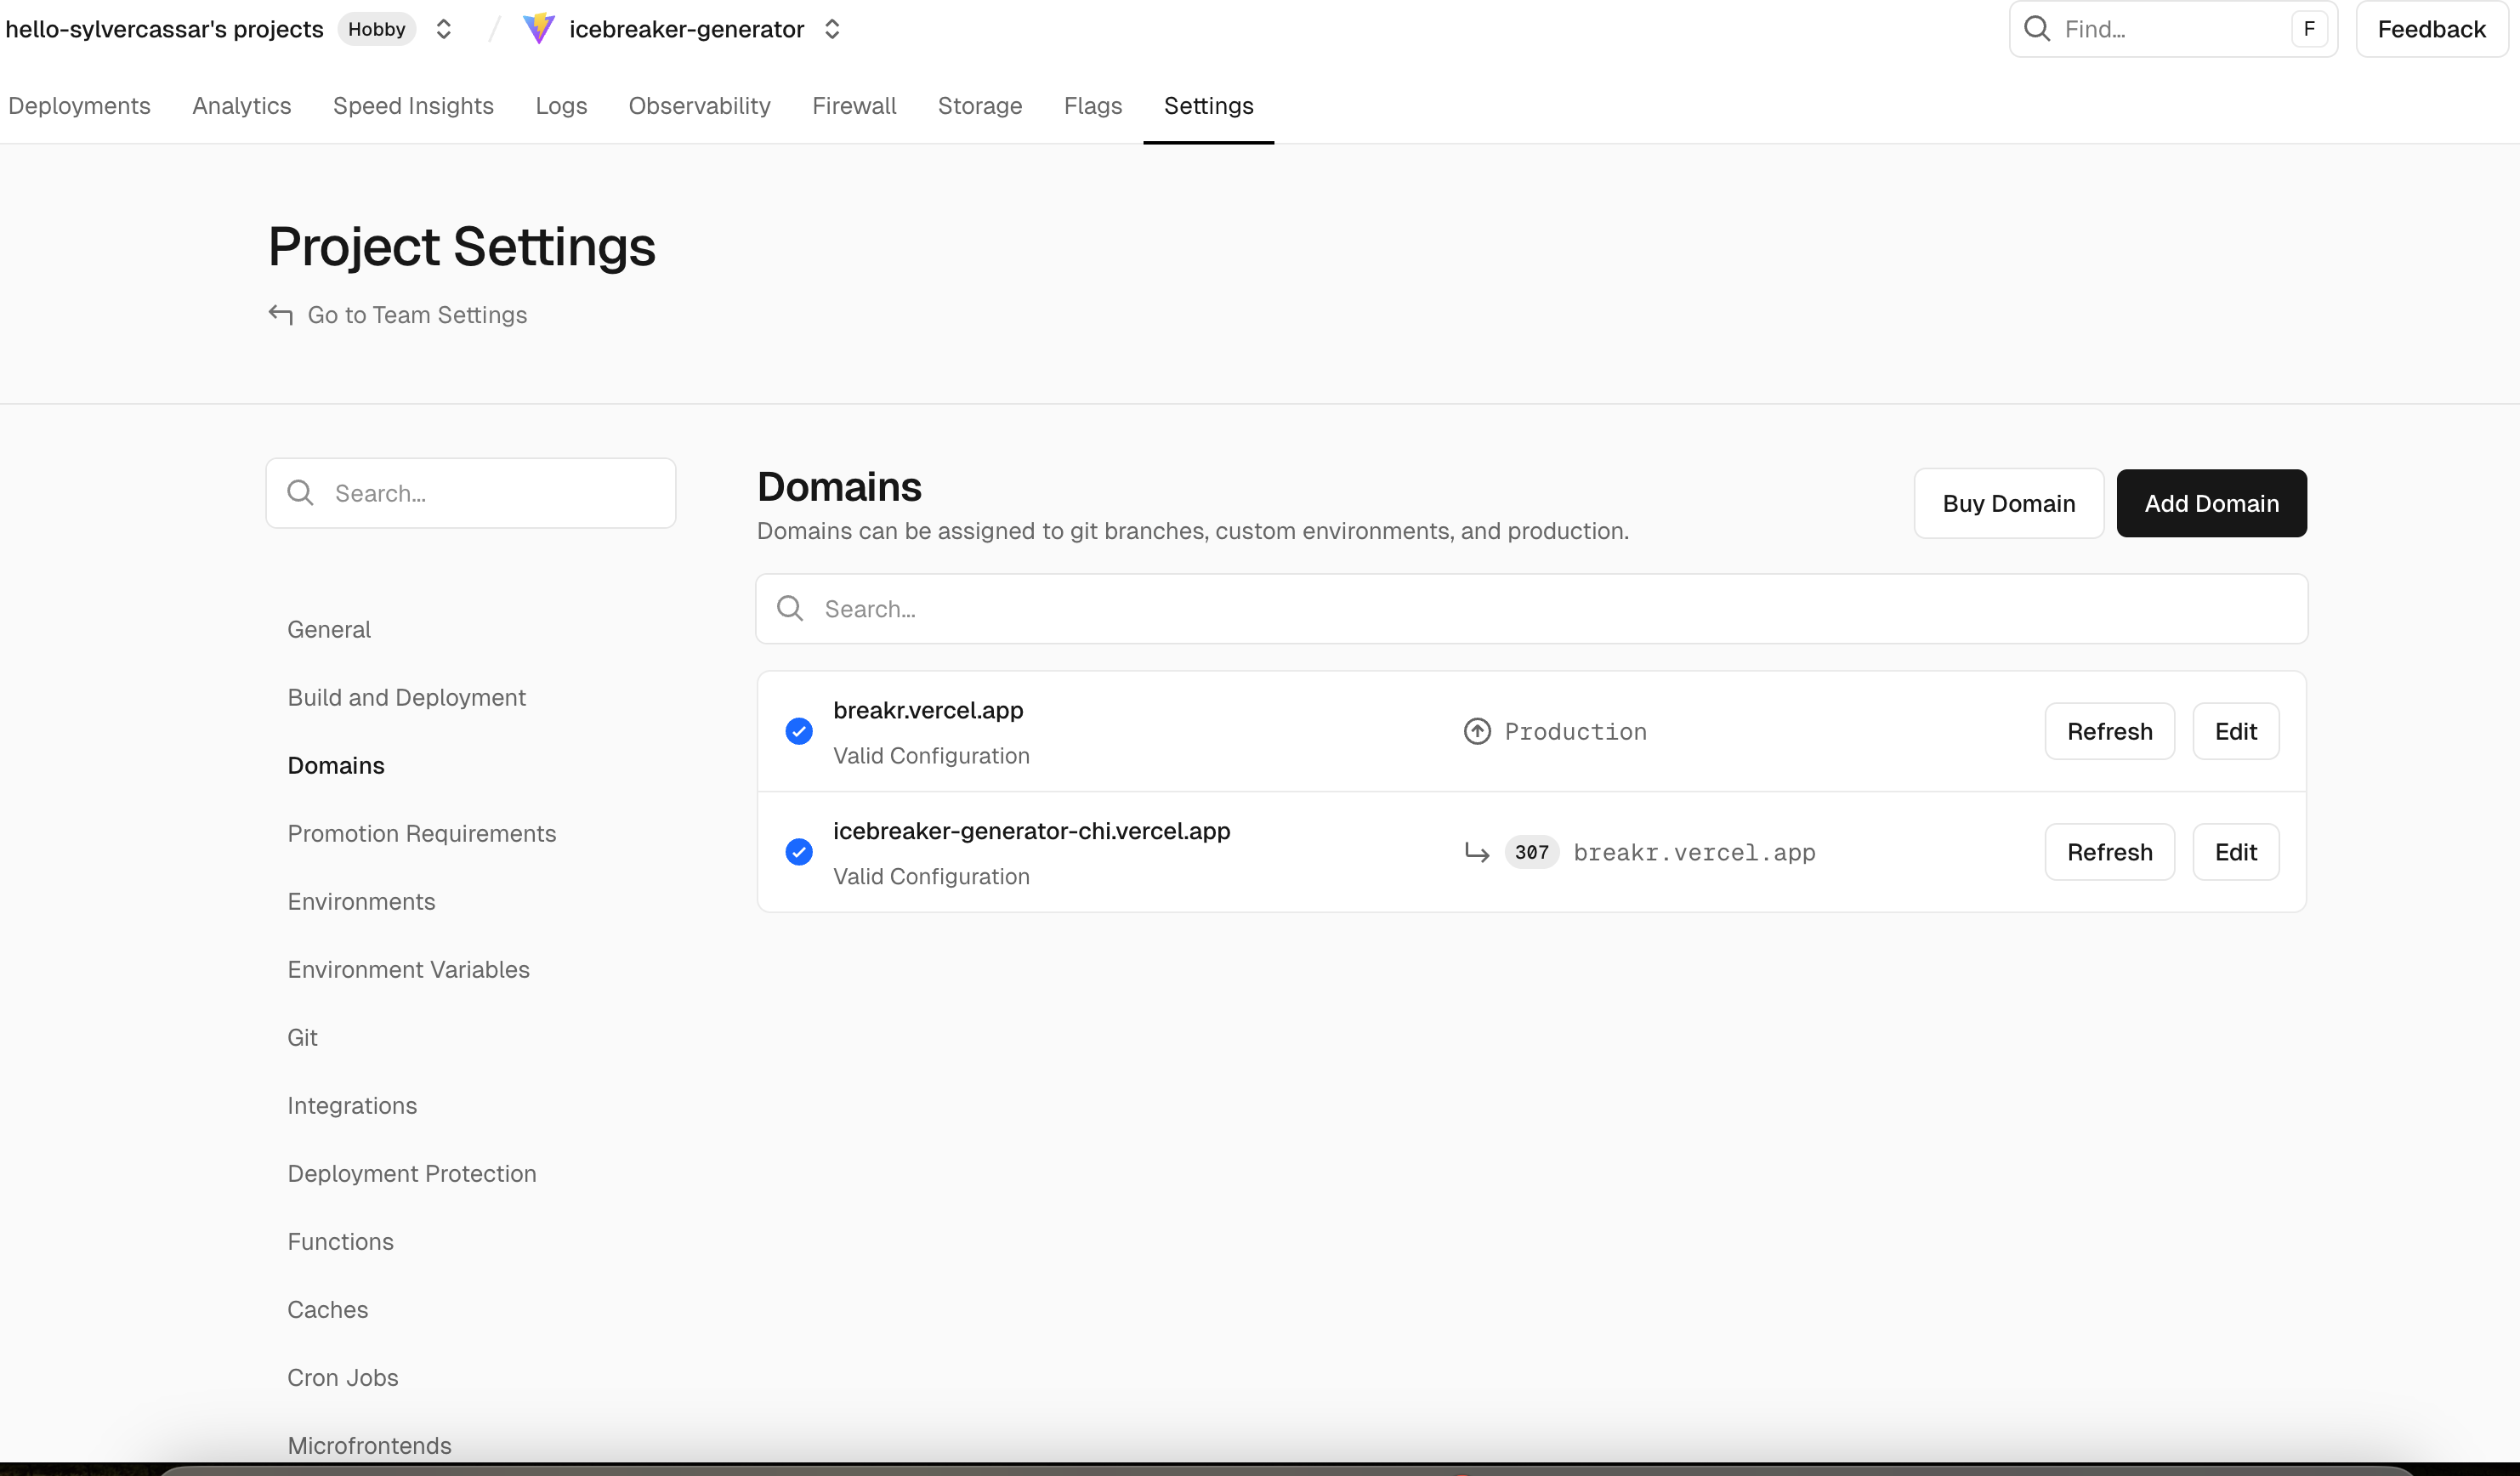 hello-sylvercassar's projects Hobby / icebreaker-generator Find... F Feedback
Deployments Analytics Speed Insights Logs Observability Firewall Storage Flags Settings
Project Settings
Go to Team Settings
Search...
General
Build and Deployment
Domains
Promotion Requirements
Environments
Environment Variables
Git
Integrations
Deployment Protection
Functions
Caches
Cron Jobs
Microfrontends
Domains
Domains can be assigned to git branches, custom environments, and production.
Buy Domain Add Domain
Search...
breakr.vercel.app
Valid Configuration
Production
Refresh Edit
icebreaker-generator-chi.vercel.app
Valid Configuration
307 breakr.vercel.app
Refresh Edit